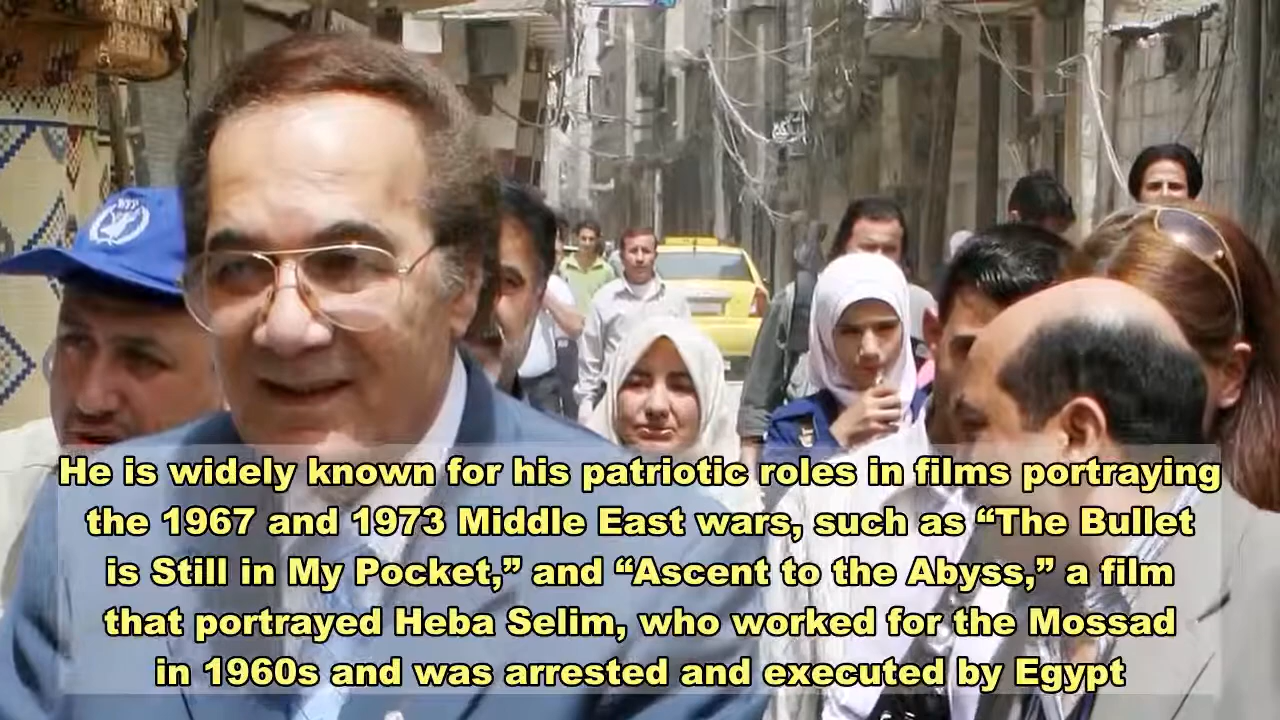 WFP
He is widely known for his patriotic roles in films portraying
the 1967 and 1973 Middle East wars, such as “The Bullet
is Still in My Pocket,” and “Ascent to the Abyss,” a film
that portrayed Heba Selim, who worked for the Mossad
in 1960s and was arrested and executed by Egypt